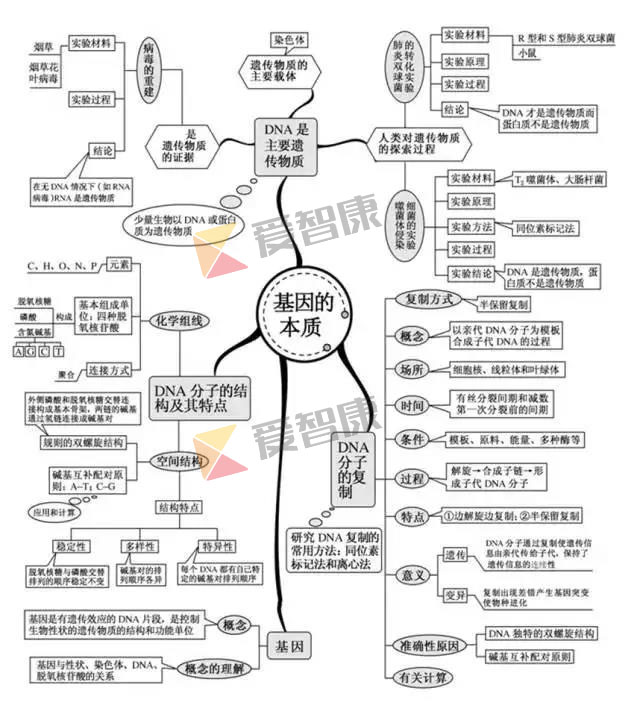 烟草
烟草花
叶病毒
实验材料
实验过程
结论
病毒的重建
在无DNA情况下（如RNA
病毒）RNA是遗传物质
染色体
遗传物质的
主要载体
是
遗传物质
的证据
DNA是
主要遗
传物质
少量生物以DNA或蛋白
质为遗传物质
人类对遗传物质
的探索过程
肺炎双球菌
的转化实验
实验材料
R型和S型肺炎双球菌
小鼠
实验原理
实验过程
结论
DNA才是遗传物质而
蛋白质不是遗传物质
噬菌体侵染
细菌的实验
实验材料
T₂噬菌体、大肠杆菌
实验原理
实验方法
同位素标记法
实验过程
实验结论
DNA是遗传物质，蛋
白质不是遗传物质
爱智康
基因的
本质
C、H、O、N、P
元素
脱氧核糖
磷酸
含氮碱基
A G C T
构成
基本组成单
位：四种脱
氧核苷酸
聚合
连接方式
化学组线
DNA分子的结
构及其特点
外侧磷酸和脱氧核糖交替连
接构成基本骨架，两链的碱基
通过氢链连接成碱基对
规则的双螺旋结构
碱基互补配对原
则：A–T；C–G
应用和计算
空间结构
结构特点
稳定性
多样性
特异性
脱氧核糖与磷酸交替
排列的顺序稳定不变
碱基对的排
列顺序各异
每个DNA都有自己特
定的碱基对排列顺序
爱智康
DNA
分子的复制
研究DNA复制的
常用方法：同位素
标记法和离心法
复制方式
半保留复制
概念
以亲代DNA分子为模板
合成子代DNA的过程
场所
细胞核、线粒体和叶绿体
时间
有丝分裂间期和减数
第一次分裂前的间期
条件
模板、原料、能量、多种酶等
过程
解旋→合成子链→形
成子代DNA分子
特点
①边解旋边复制；②半保留复制
意义
遗传
DNA分子通过复制使遗传信
息由亲代传给子代，保持了
遗传信息的连续性
变异
复制出现差错产生基因突变
使物种进化
准确性原因
DNA独特的双螺旋结构
碱基互补配对原则
有关计算
基因是有遗传效应的DNA片段，是控制
生物性状的遗传物质的结构和功能单位
概念
基因与性状、染色体、DNA、
脱氧核苷酸的关系
概念的理解
基因